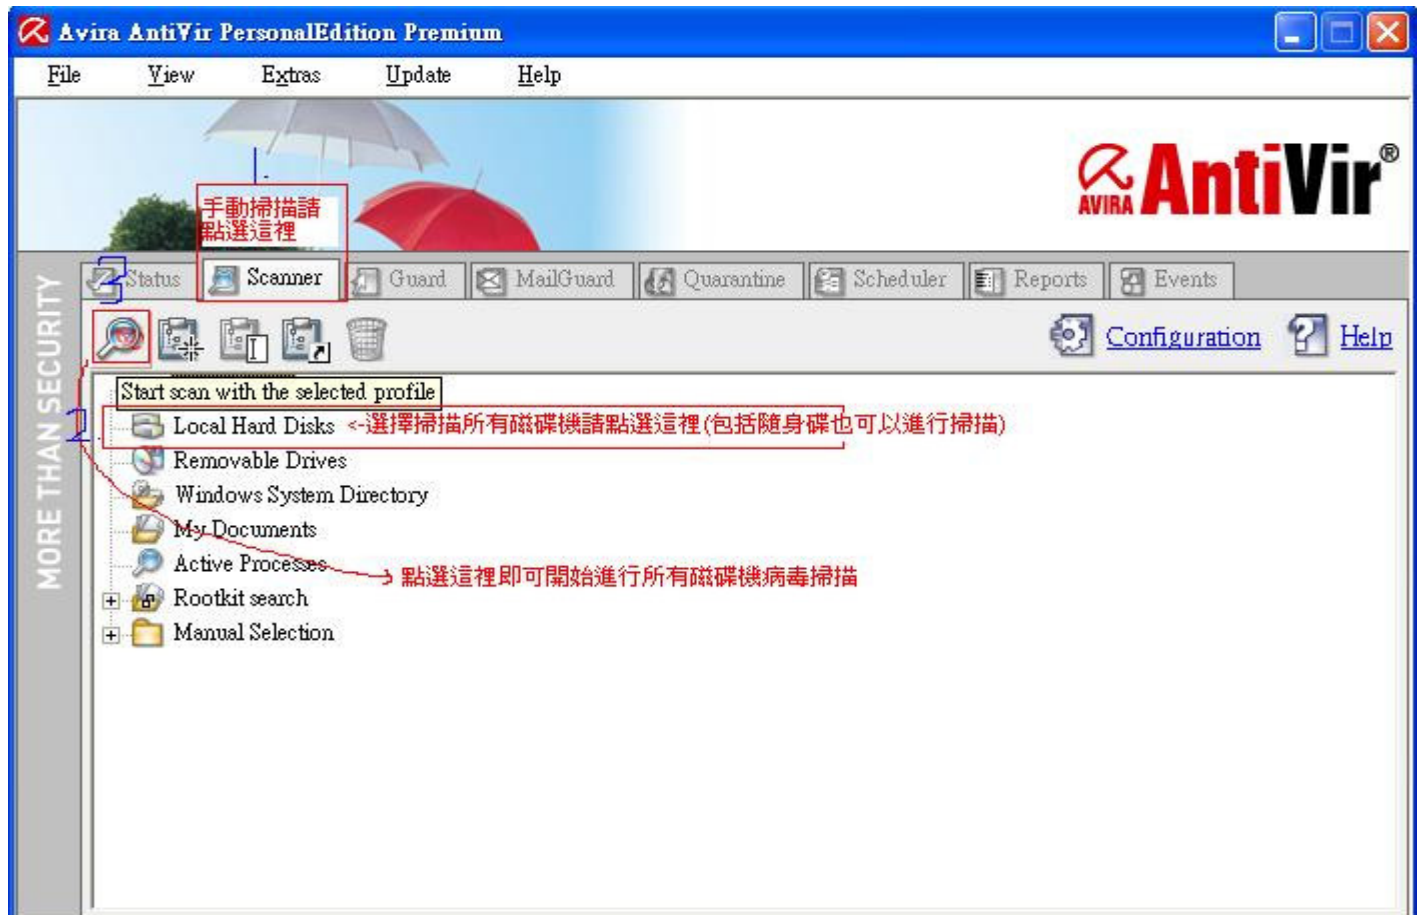 Avira AntiVir PersonalEdition Premium
File View Extras Update Help
1.
手動掃描請
點選這裡
AVIRA AntiVir®
3
Status Scanner Guard MailGuard Quarantine Scheduler Reports Events
Configuration Help
Start scan with the selected profile
2.
Local Hard Disks <-選擇掃描所有磁碟機請點選這裡(包括隨身碟也可以進行掃描)
Removable Drives
Windows System Directory
My Documents
Active Processes
點選這裡即可開始進行所有磁碟機病毒掃描
Rootkit search
Manual Selection
MORE THAN SECURITY